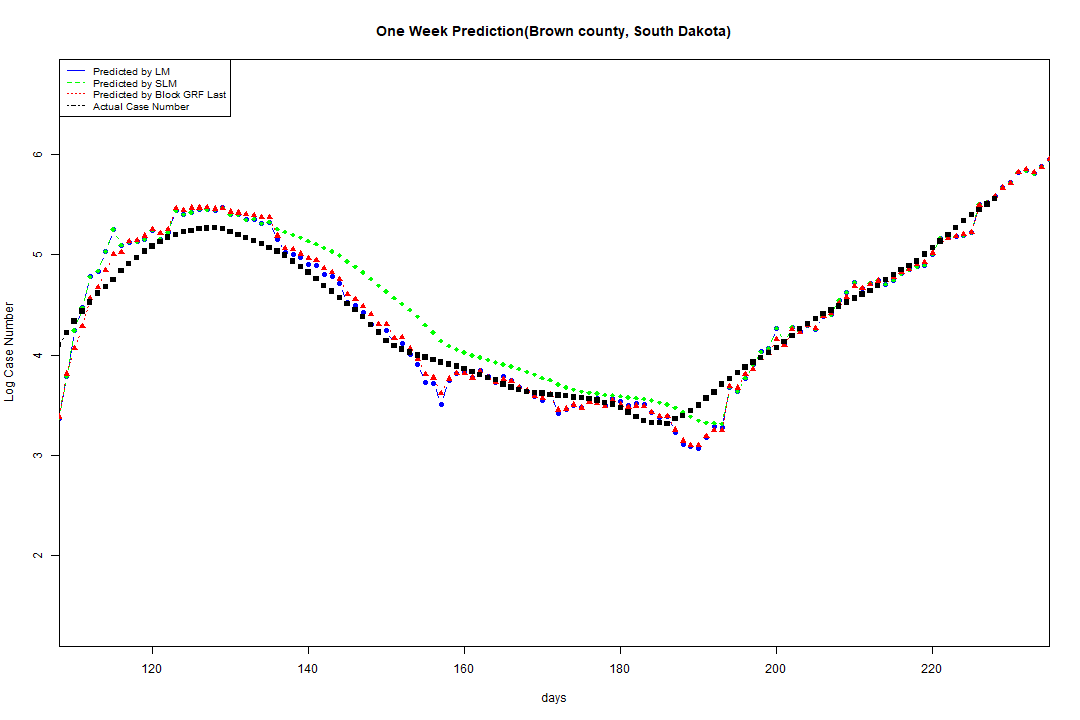 One Week Prediction(Brown county, South Dakota)
Predicted by LM
Predicted by SLM
Predicted by Block GRF Last
Actual Case Number
6
5
4
3
2
Log Case Number
120 140 160 180 200 220
days